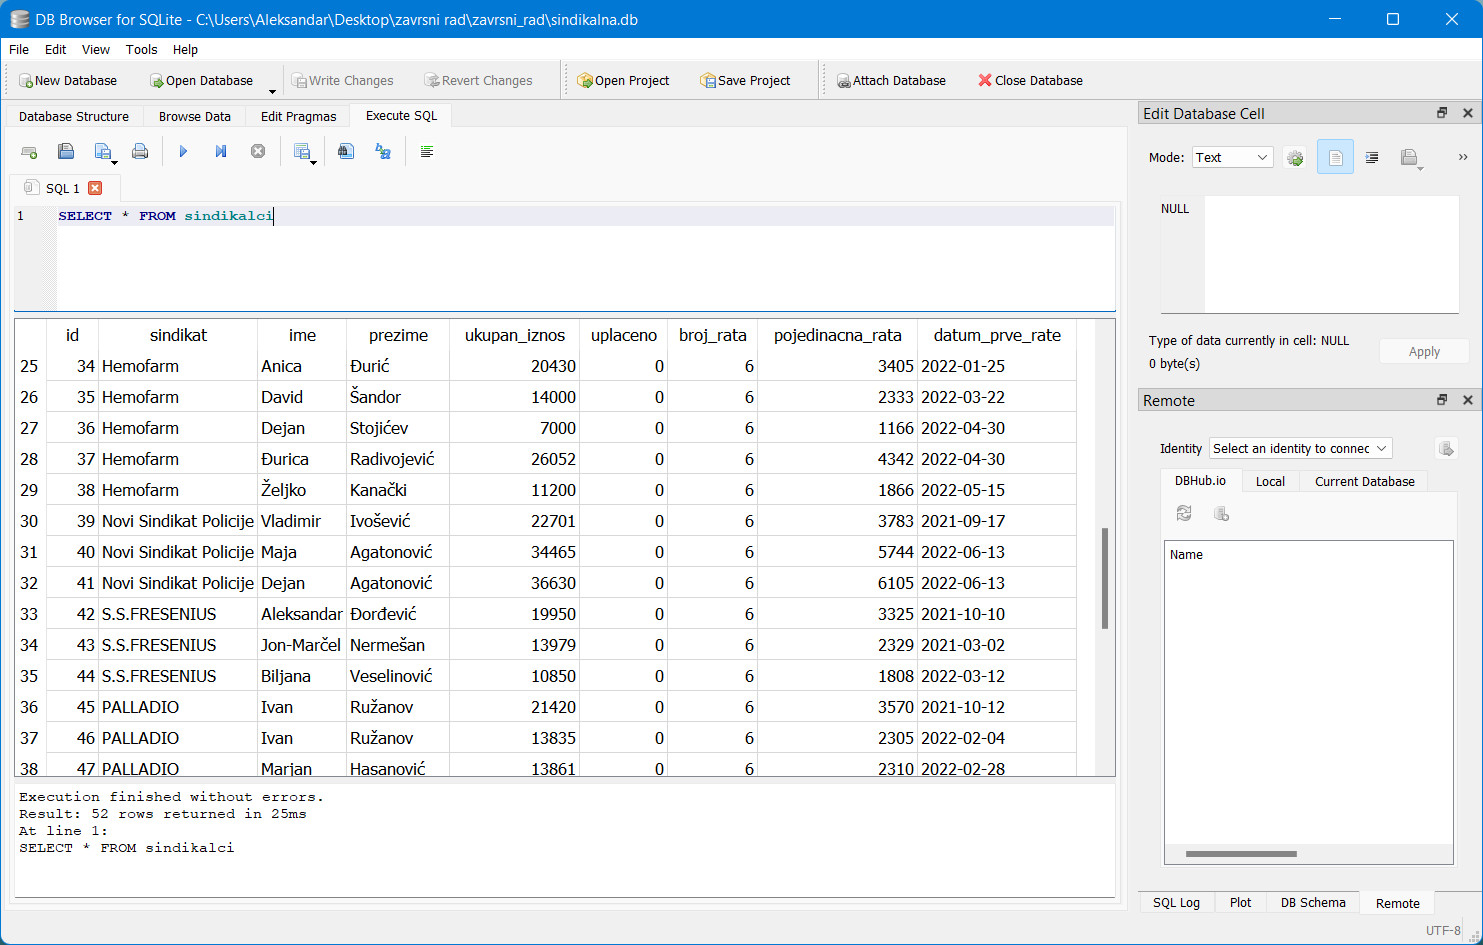 DB Browser for SQLite - C:\Users\Aleksandar\Desktop\zavrsni rad\zavrsni_rad\sindikalna.db
File Edit View Tools Help
New Database Open Database Write Changes Revert Changes Open Project Save Project Attach Database Close Database
Database Structure Browse Data Edit Pragmas Execute SQL
SQL 1
1 SELECT * FROM sindikalci
id sindikat ime prezime ukupan_iznos uplaceno broj_rata pojedinacna_rata datum_prve_rate
25 34 Hemofarm Anica Đurić 20430 0 6 3405 2022-01-25
26 35 Hemofarm David Šandor 14000 0 6 2333 2022-03-22
27 36 Hemofarm Dejan Stojićev 7000 0 6 1166 2022-04-30
28 37 Hemofarm Đurica Radivojević 26052 0 6 4342 2022-04-30
29 38 Hemofarm Željko Kanački 11200 0 6 1866 2022-05-15
30 39 Novi Sindikat Policije Vladimir Ivošević 22701 0 6 3783 2021-09-17
31 40 Novi Sindikat Policije Maja Agatonović 34465 0 6 5744 2022-06-13
32 41 Novi Sindikat Policije Dejan Agatonović 36630 0 6 6105 2022-06-13
33 42 S.S.FRESENIUS Aleksandar Đorđević 19950 0 6 3325 2021-10-10
34 43 S.S.FRESENIUS Jon-Marčel Nermešan 13979 0 6 2329 2021-03-02
35 44 S.S.FRESENIUS Biljana Veselinović 10850 0 6 1808 2022-03-12
36 45 PALLADIO Ivan Ružanov 21420 0 6 3570 2021-10-12
37 46 PALLADIO Ivan Ružanov 13835 0 6 2305 2022-02-04
38 47 PALLADIO Marjan Hasanović 13861 0 6 2310 2022-02-28
Execution finished without errors.
Result: 52 rows returned in 25ms
At line 1:
SELECT * FROM sindikalci
Edit Database Cell
Mode: Text
NULL
Type of data currently in cell: NULL
0 byte(s)
Apply
Remote
Identity Select an identity to connec
DBHub.io Local Current Database
Name
SQL Log Plot DB Schema Remote
UTF-8